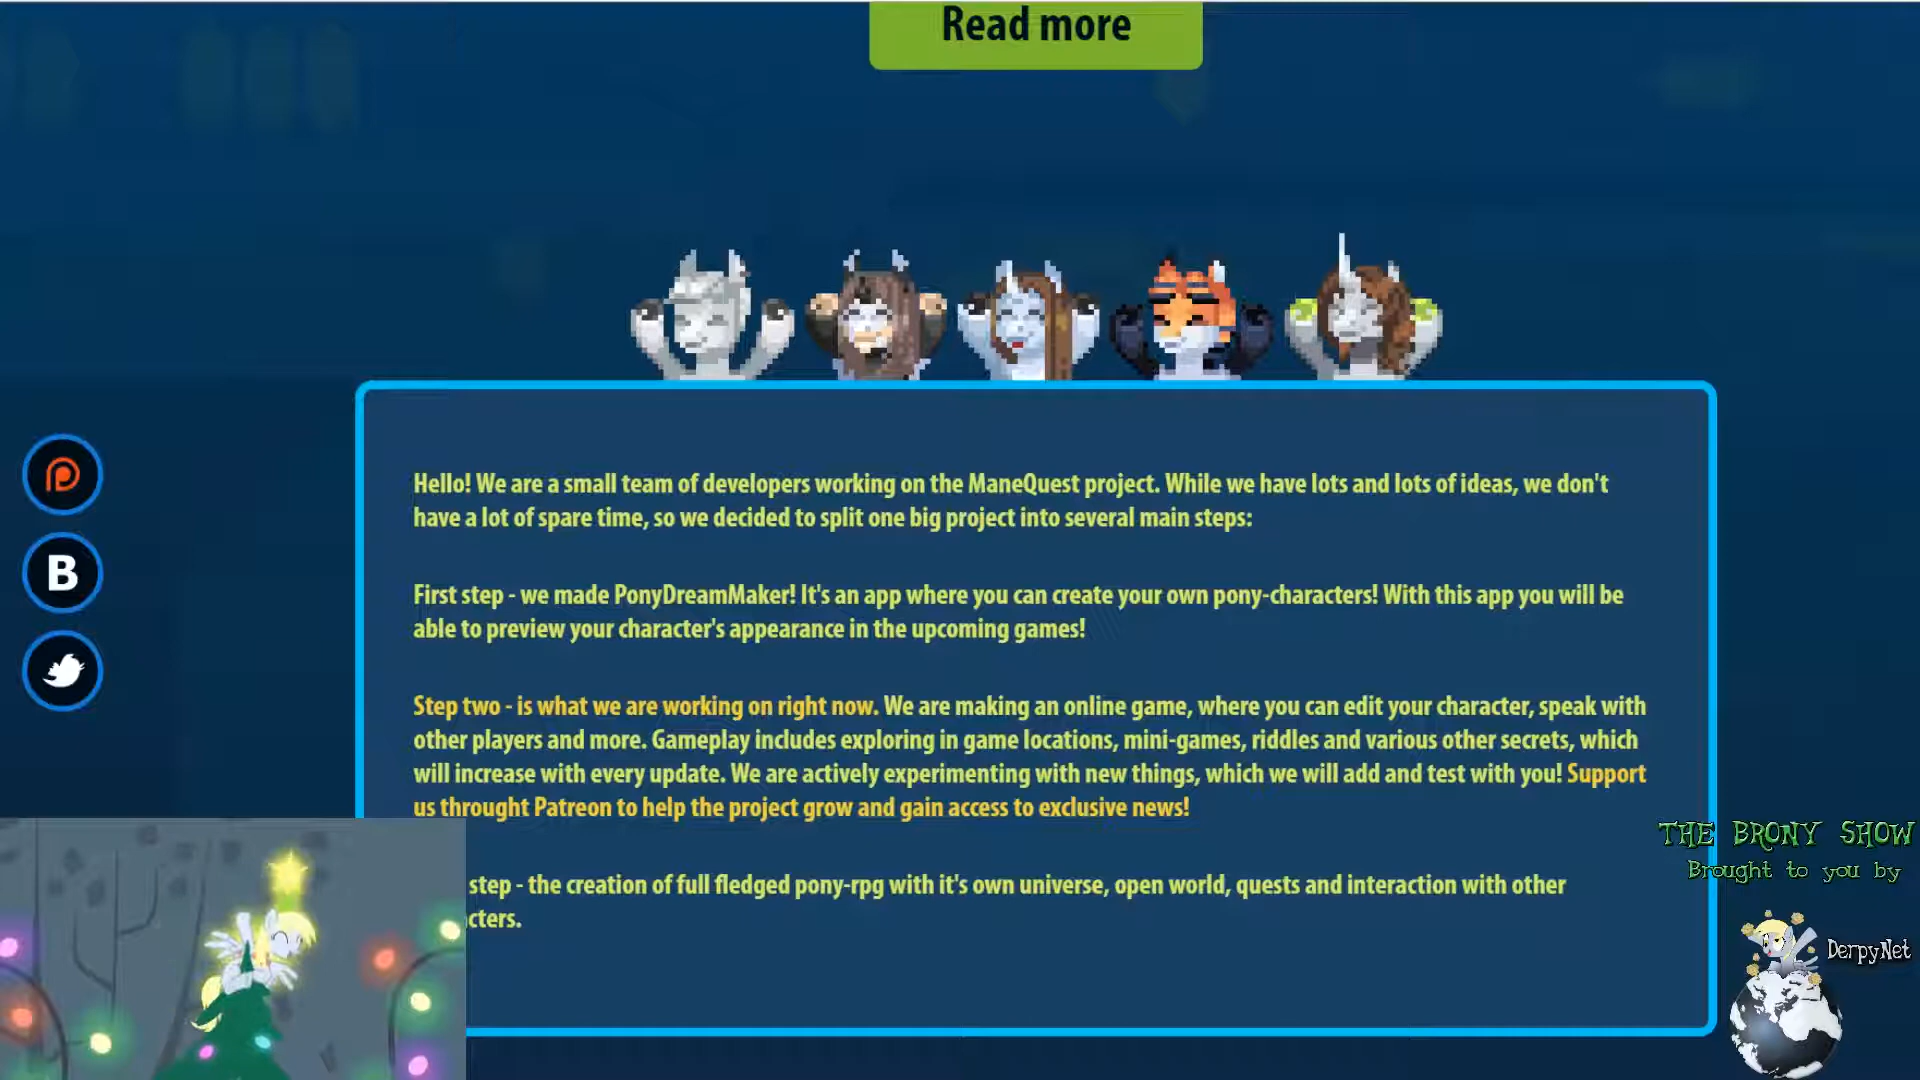 Read more
Hello! We are a small team of developers working on the ManeQuest project. While we have lots and lots of ideas, we don't
have a lot of spare time, so we decided to split one big project into several main steps:
First step - we made PonyDreamMaker! It's an app where you can create your own pony-characters! With this app you will be
able to preview your character's appearance in the upcoming games!
Step two - is what we are working on right now. We are making an online game, where you can edit your character, speak with
other players and more. Gameplay includes exploring in game locations, mini-games, riddles and various other secrets, which
will increase with every update. We are actively experimenting with new things, which we will add and test with you! Support
us throught Patreon to help the project grow and gain access to exclusive news!
step - the creation of full fledged pony-rpg with it's own universe, open world, quests and interaction with other
cters.
B
THE BRONY SHOW
Brought to you by
DerpyNet